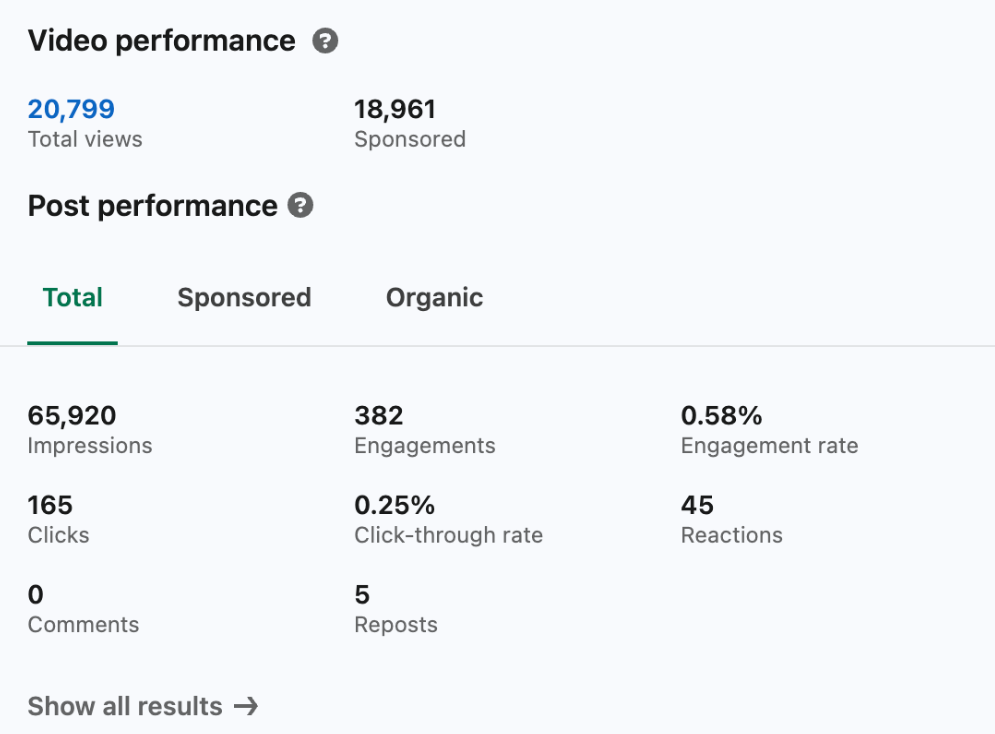 Video performance ?
20,799 18,961
Total views Sponsored
Post performance ?
Total Sponsored Organic
65,920 382 0.58%
Impressions Engagements Engagement rate
165 0.25% 45
Clicks Click-through rate Reactions
0 5
Comments Reposts
Show all results →